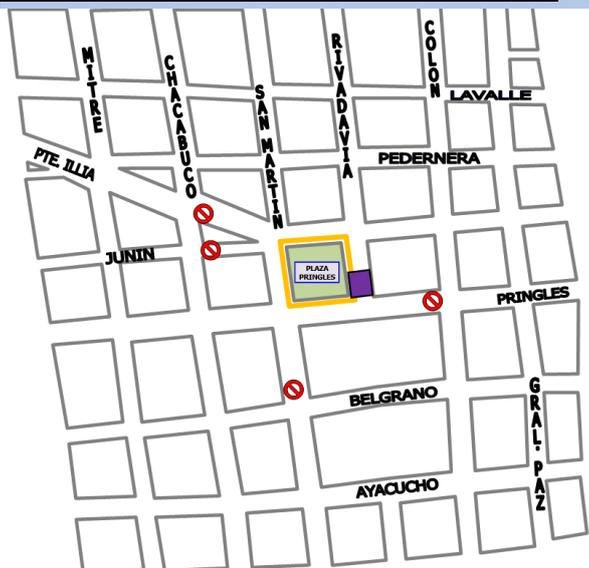 MITRE
CHACABUCO
SAN MARTIN
RIVADAVIA
COLON
LAVALLE
PEDERNERA
PTE. ILLIA
JUNIN
PLAZA
PRINGLES
PRINGLES
BELGRANO
GRAL. PAZ
AYACUCHO